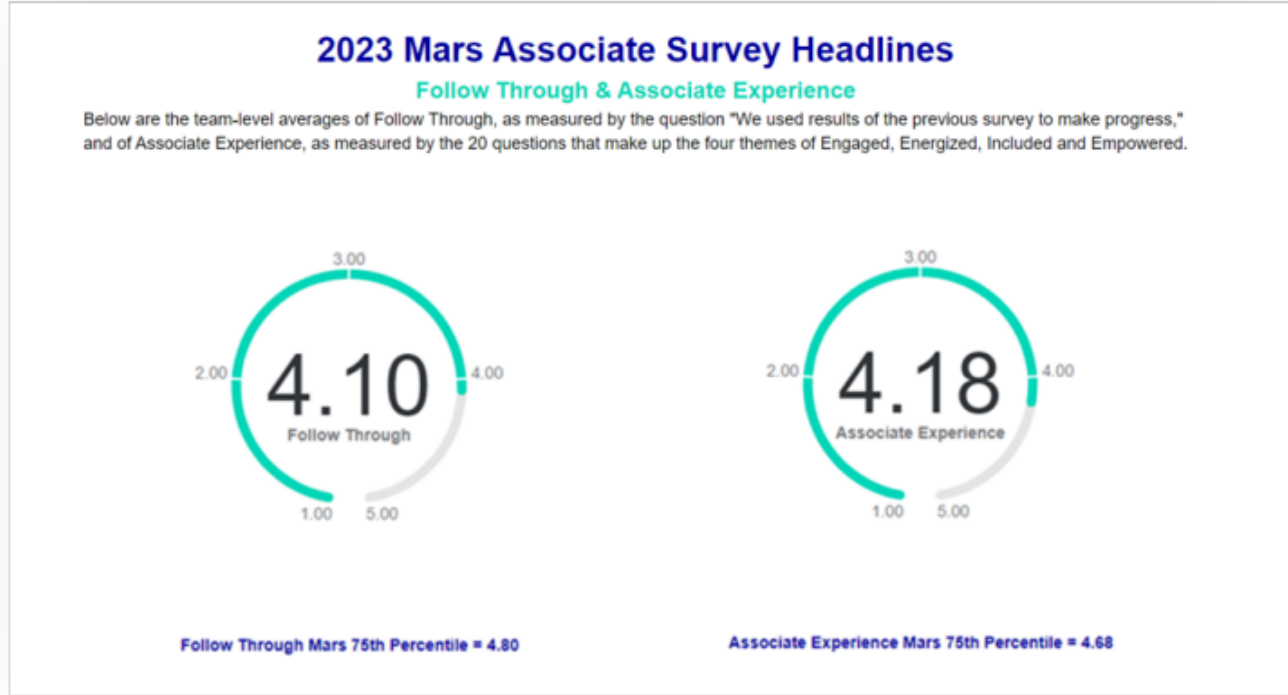 2023 Mars Associate Survey Headlines
Follow Through & Associate Experience
Below are the team-level averages of Follow Through, as measured by the question "We used results of the previous survey to make progress,"
and of Associate Experience, as measured by the 20 questions that make up the four themes of Engaged, Energized, Included and Empowered.
3.00
2.00
4.10
4.00
Follow Through
1.00
5.00
3.00
2.00
4.18
4.00
Associate Experience
1.00
5.00
Follow Through Mars 75th Percentile = 4.80
Associate Experience Mars 75th Percentile = 4.68